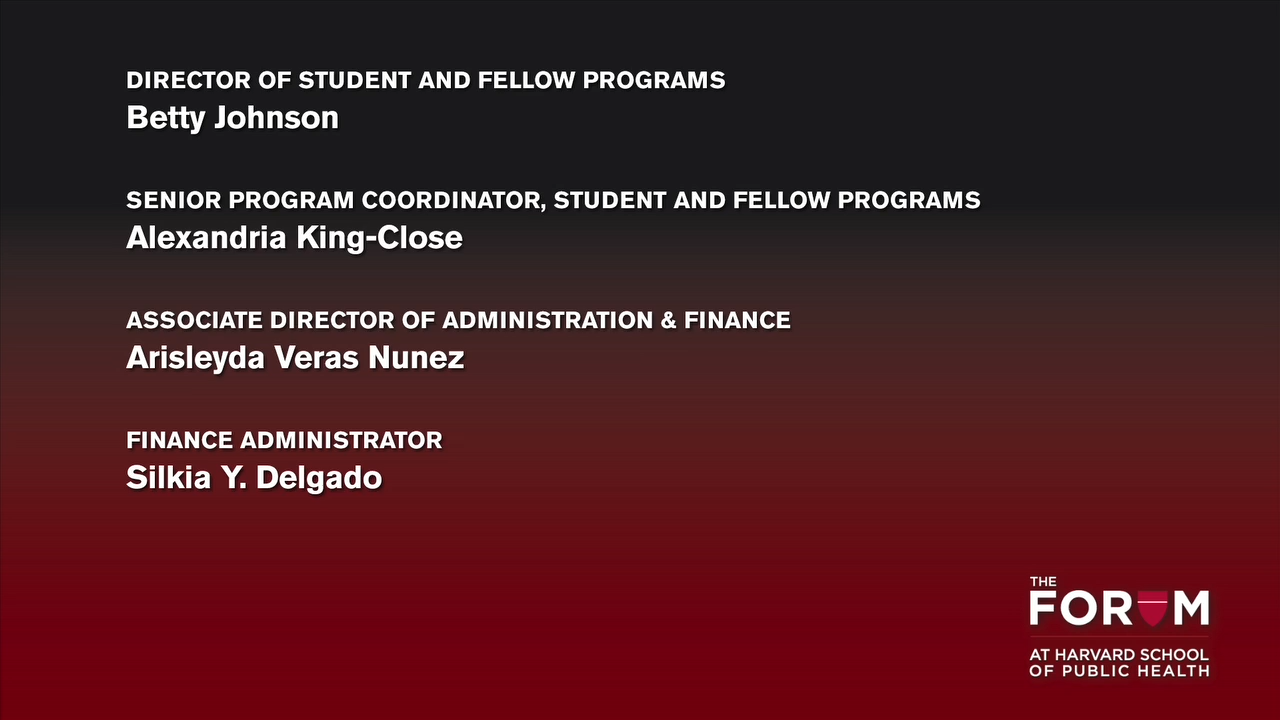 DIRECTOR OF STUDENT AND FELLOW PROGRAMS
Betty Johnson
SENIOR PROGRAM COORDINATOR, STUDENT AND FELLOW PROGRAMS
Alexandria King-Close
ASSOCIATE DIRECTOR OF ADMINISTRATION & FINANCE
Arisleyda Veras Nunez
FINANCE ADMINISTRATOR
Silkia Y. Delgado
THE
FORUM
AT HARVARD SCHOOL
OF PUBLIC HEALTH